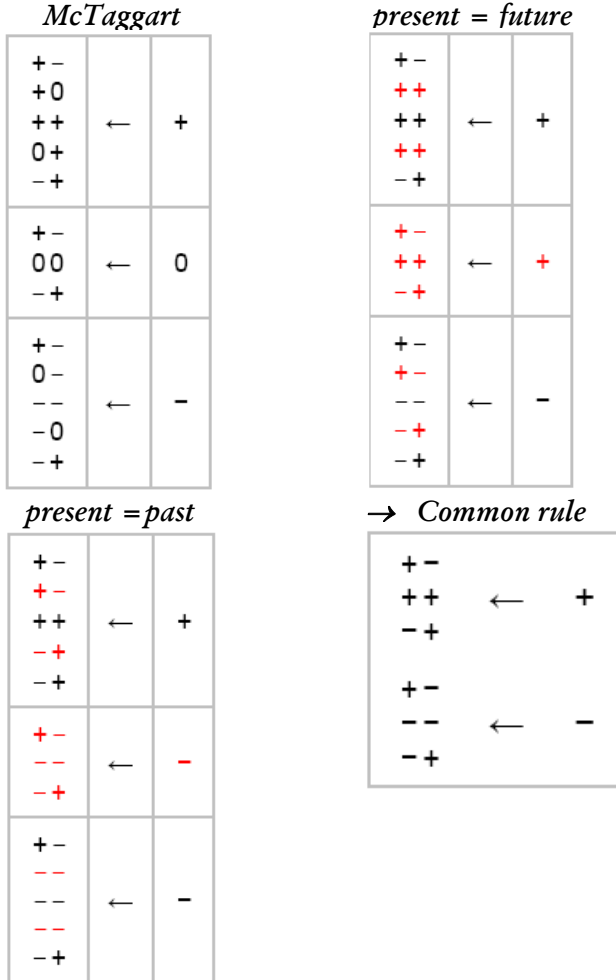 McTaggart
+ −
+ 0
+ + ← +
0 +
− +
+ −
0 0 ← 0
− +
+ −
0 −
− − ← −
− 0
− +
present = future
+ −
+ +
+ + ← +
+ +
− +
+ −
+ + ← +
− +
+ −
+ −
− − ← −
− +
− +
present = past
+ −
+ −
+ + ← +
− +
− +
+ −
− − ← −
− +
+ −
− −
− − ← −
− −
− +
→ Common rule
+ −
+ + ← +
− +
+ −
− − ← −
− +